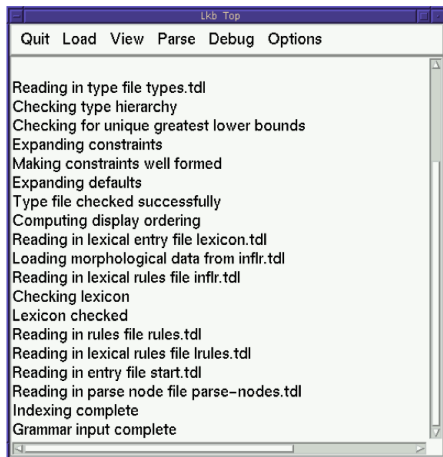 Lkb Top
Quit Load View Parse Debug Options
Reading in type file types.tdl
Checking type hierarchy
Checking for unique greatest lower bounds
Expanding constraints
Making constraints well formed
Expanding defaults
Type file checked successfully
Computing display ordering
Reading in lexical entry file lexicon.tdl
Loading morphological data from inflr.tdl
Reading in lexical rules file inflr.tdl
Checking lexicon
Lexicon checked
Reading in rules file rules.tdl
Reading in lexical rules file lrules.tdl
Reading in entry file start.tdl
Reading in parse node file parse-nodes.tdl
Indexing complete
Grammar input complete